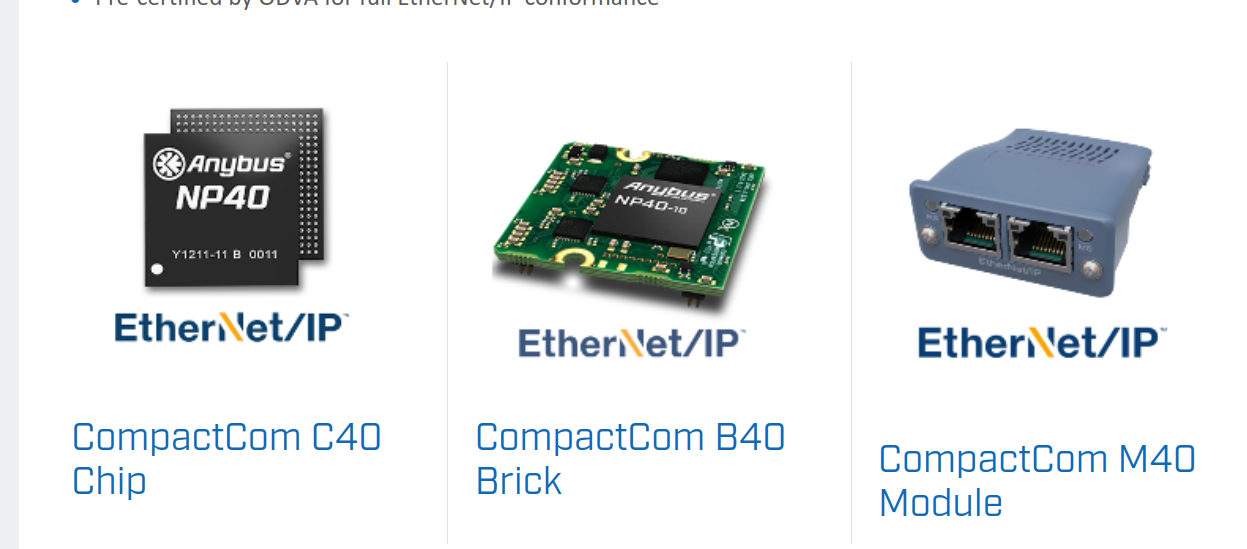 Pre-certified by ODVA for full EtherNet/IP conformance
Anybus®
NP40
Y1211-11 B 0011
EtherNet/IP™
CompactCom C40
Chip
Anybus®
NP40-10
EtherNet/IP™
CompactCom B40
Brick
EtherNet/IP
EtherNet/IP™
CompactCom M40
Module